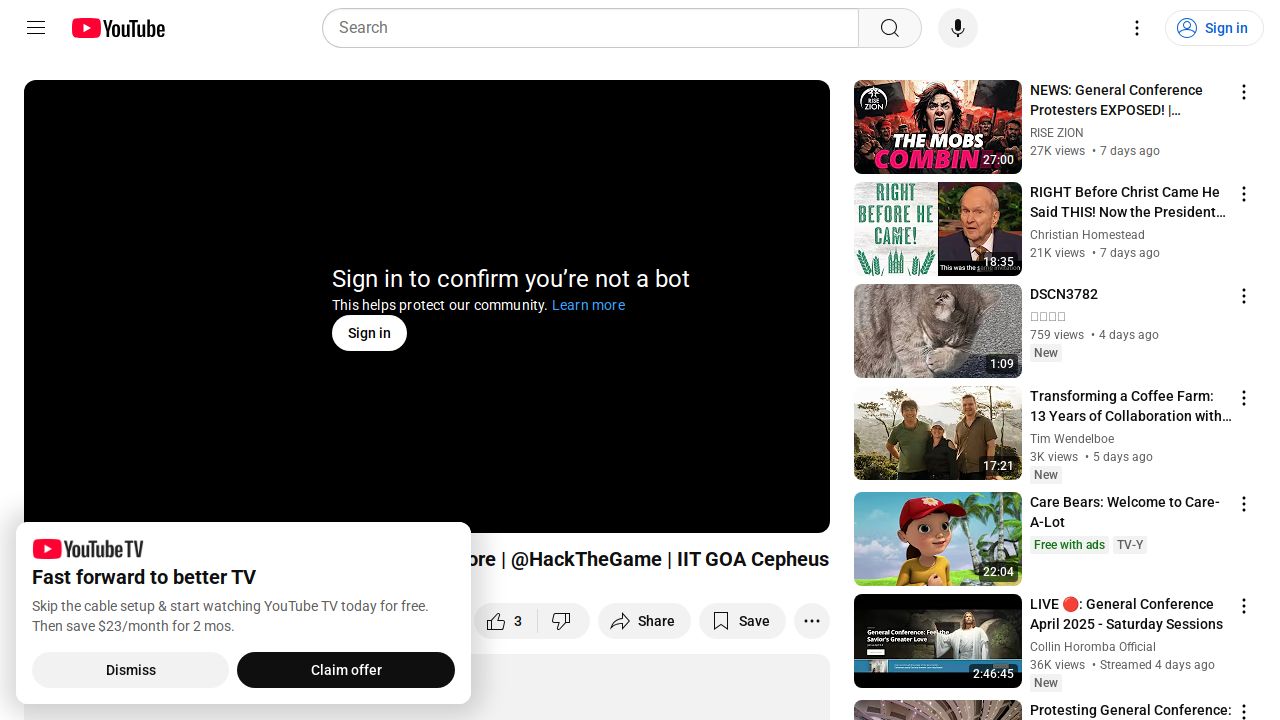 YouTube
Search
Sign in
Sign in to confirm you’re not a bot
This helps protect our community. Learn more
Sign in
YouTube TV
Fast forward to better TV
Skip the cable setup & start watching YouTube TV today for free.
Then save $23/month for 2 mos.
Dismiss
Claim offer
ore | @HackTheGame | IIT GOA Cepheus
3
Share
Save
RISE ZION
THE MOBS
COMBIN
27:00
NEWS: General Conference
Protesters EXPOSED! |...
RISE ZION
27K views • 7 days ago
RIGHT
BEFORE HE
CAME!
This was the
18:35
RIGHT Before Christ Came He
Said THIS! Now the President...
Christian Homestead
21K views • 7 days ago
1:09
DSCN3782
759 views • 4 days ago
New
17:21
Transforming a Coffee Farm:
13 Years of Collaboration with...
Tim Wendelboe
3K views • 5 days ago
New
22:04
Care Bears: Welcome to Care-
A-Lot
Free with ads
TV-Y
General Conference: Feel the
Savior's Greater Love
2:46:45
LIVE 🔴: General Conference
April 2025 - Saturday Sessions
Collin Horomba Official
36K views • Streamed 4 days ago
New
Protesting General Conference: